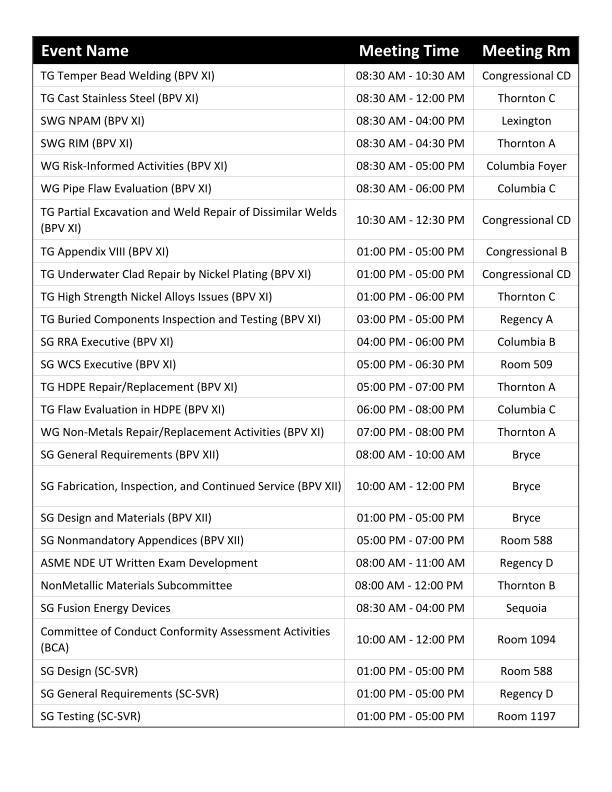 Event Name Meeting Time Meeting Rm
TG Temper Bead Welding (BPV XI) 08:30 AM - 10:30 AM Congressional CD
TG Cast Stainless Steel (BPV XI) 08:30 AM - 12:00 PM Thornton C
SWG NPAM (BPV XI) 08:30 AM - 04:00 PM Lexington
SWG RIM (BPV XI) 08:30 AM - 04:30 PM Thornton A
WG Risk-Informed Activities (BPV XI) 08:30 AM - 05:00 PM Columbia Foyer
WG Pipe Flaw Evaluation (BPV XI) 08:30 AM - 06:00 PM Columbia C
TG Partial Excavation and Weld Repair of Dissimilar Welds
(BPV XI) 10:30 AM - 12:30 PM Congressional CD
TG Appendix VIII (BPV XI) 01:00 PM - 05:00 PM Congressional B
TG Underwater Clad Repair by Nickel Plating (BPV XI) 01:00 PM - 05:00 PM Congressional CD
TG High Strength Nickel Alloys Issues (BPV XI) 01:00 PM - 06:00 PM Thornton C
TG Buried Components Inspection and Testing (BPV XI) 03:00 PM - 05:00 PM Regency A
SG RRA Executive (BPV XI) 04:00 PM - 06:00 PM Columbia B
SG WCS Executive (BPV XI) 05:00 PM - 06:30 PM Room 509
TG HDPE Repair/Replacement (BPV XI) 05:00 PM - 07:00 PM Thornton A
TG Flaw Evaluation in HDPE (BPV XI) 06:00 PM - 08:00 PM Columbia C
WG Non-Metals Repair/Replacement Activities (BPV XI) 07:00 PM - 08:00 PM Thornton A
SG General Requirements (BPV XII) 08:00 AM - 10:00 AM Bryce
SG Fabrication, Inspection, and Continued Service (BPV XII) 10:00 AM - 12:00 PM Bryce
SG Design and Materials (BPV XII) 01:00 PM - 05:00 PM Bryce
SG Nonmandatory Appendices (BPV XII) 05:00 PM - 07:00 PM Room 588
ASME NDE UT Written Exam Development 08:00 AM - 11:00 AM Regency D
NonMetallic Materials Subcommittee 08:00 AM - 12:00 PM Thornton B
SG Fusion Energy Devices 08:30 AM - 04:00 PM Sequoia
Committee of Conduct Conformity Assessment Activities
(BCA) 10:00 AM - 12:00 PM Room 1094
SG Design (SC-SVR) 01:00 PM - 05:00 PM Room 588
SG General Requirements (SC-SVR) 01:00 PM - 05:00 PM Regency D
SG Testing (SC-SVR) 01:00 PM - 05:00 PM Room 1197